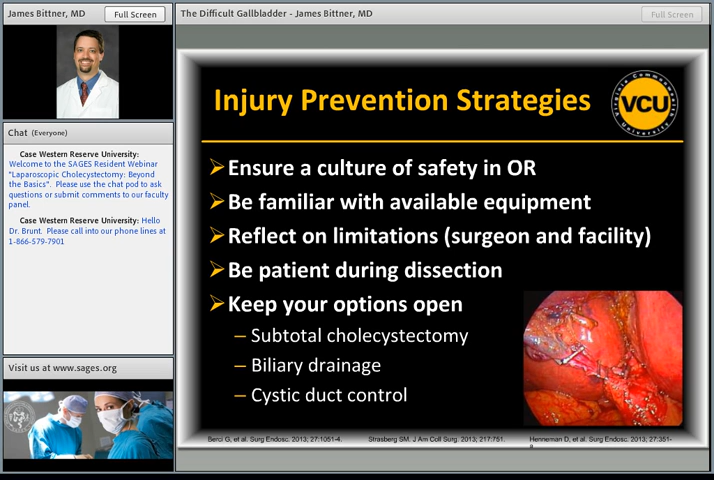 James Bittner, MD
Full Screen
The Difficult Gallbladder - James Bittner, MD
Full Screen
Chat (Everyone)
Case Western Reserve University:
Welcome to the SAGES Resident Webinar
"Laparoscopic Cholecystectomy: Beyond
the Basics". Please use the chat pod to ask
questions or submit comments to our faculty
panel.
Case Western Reserve University: Hello
Dr. Brunt. Please call into our phone lines at
1-866-579-7901
Visit us at www.sages.org
Injury Prevention Strategies
Virginia Commonwealth University
VCU
➢Ensure a culture of safety in OR
➢Be familiar with available equipment
➢Reflect on limitations (surgeon and facility)
➢Be patient during dissection
➢Keep your options open
– Subtotal cholecystectomy
– Biliary drainage
– Cystic duct control
Berci G, et al. Surg Endosc. 2013; 27:1051-4.
Strasberg SM. J Am Coll Surg. 2013; 217:751.
Henneman D, et al. Surg Endosc. 2013; 27:351-